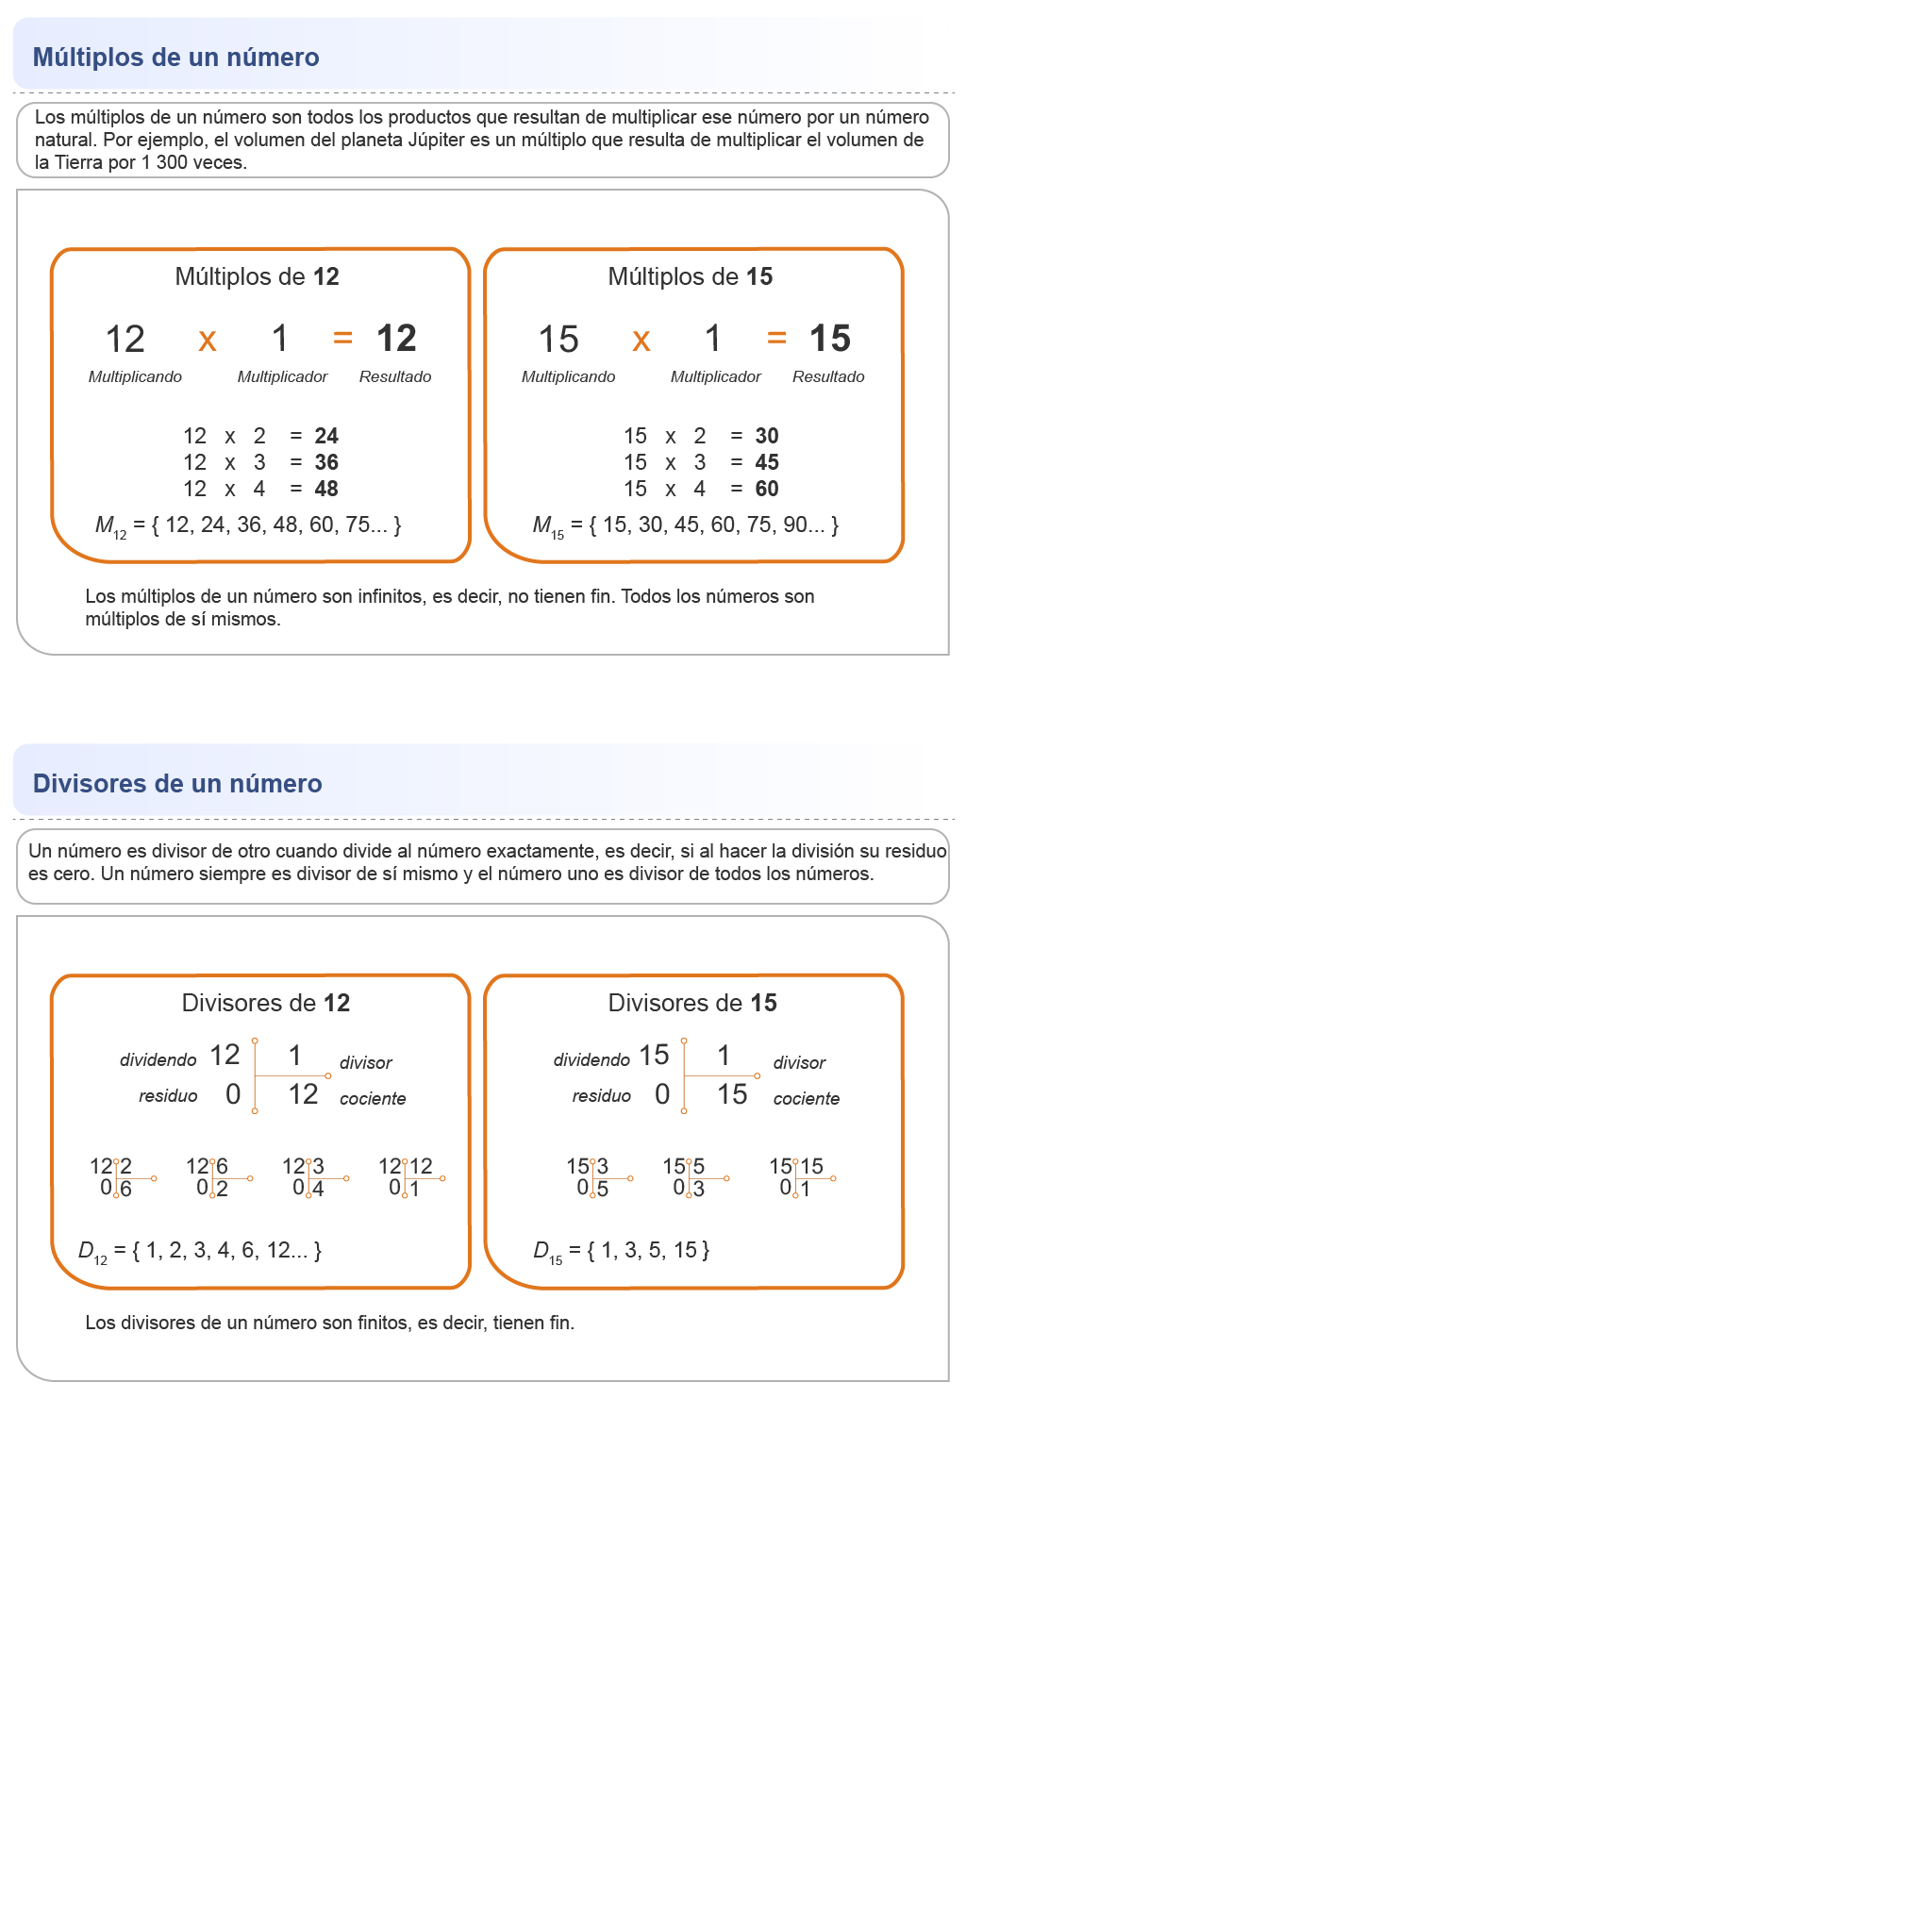 Múltiplos de un número
Los múltiplos de un número son todos los productos que resultan de multiplicar ese número por un número
natural. Por ejemplo, el volumen del planeta Júpiter es un múltiplo que resulta de multiplicar el volumen de
la Tierra por 1 300 veces.
Múltiplos de 12
12 x 1 = 12
Multiplicando Multiplicador Resultado
12 x 2 = 24
12 x 3 = 36
12 x 4 = 48
M12 = { 12, 24, 36, 48, 60, 75... }
Múltiplos de 15
15 x 1 = 15
Multiplicando Multiplicador Resultado
15 x 2 = 30
15 x 3 = 45
15 x 4 = 60
M15 = { 15, 30, 45, 60, 75, 90... }
Los múltiplos de un número son infinitos, es decir, no tienen fin. Todos los números son
múltiplos de sí mismos.
Divisores de un número
Un número es divisor de otro cuando divide al número exactamente, es decir, si al hacer la división su residuo
es cero. Un número siempre es divisor de sí mismo y el número uno es divisor de todos los números.
Divisores de 12
dividendo 12 1 divisor
residuo 0 12 cociente
12 2 12 6 12 3 12 12
0 6 0 2 0 4 0 1
D12 = { 1, 2, 3, 4, 6, 12... }
Divisores de 15
dividendo 15 1 divisor
residuo 0 15 cociente
15 3 15 5 15 15
0 5 0 3 0 1
D15 = { 1, 3, 5, 15 }
Los divisores de un número son finitos, es decir, tienen fin.